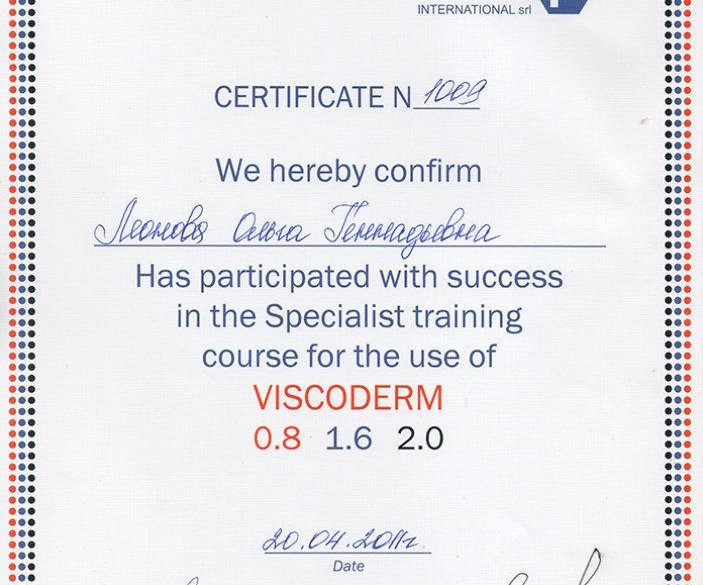 INTERNATIONAL srl
CERTIFICATE N 1009
We hereby confirm
Леонова Ольга Геннадьевна
Has participated with success
in the Specialist training
course for the use of
VISCODERM
0.8 1.6 2.0
20.04.2011г.
Date